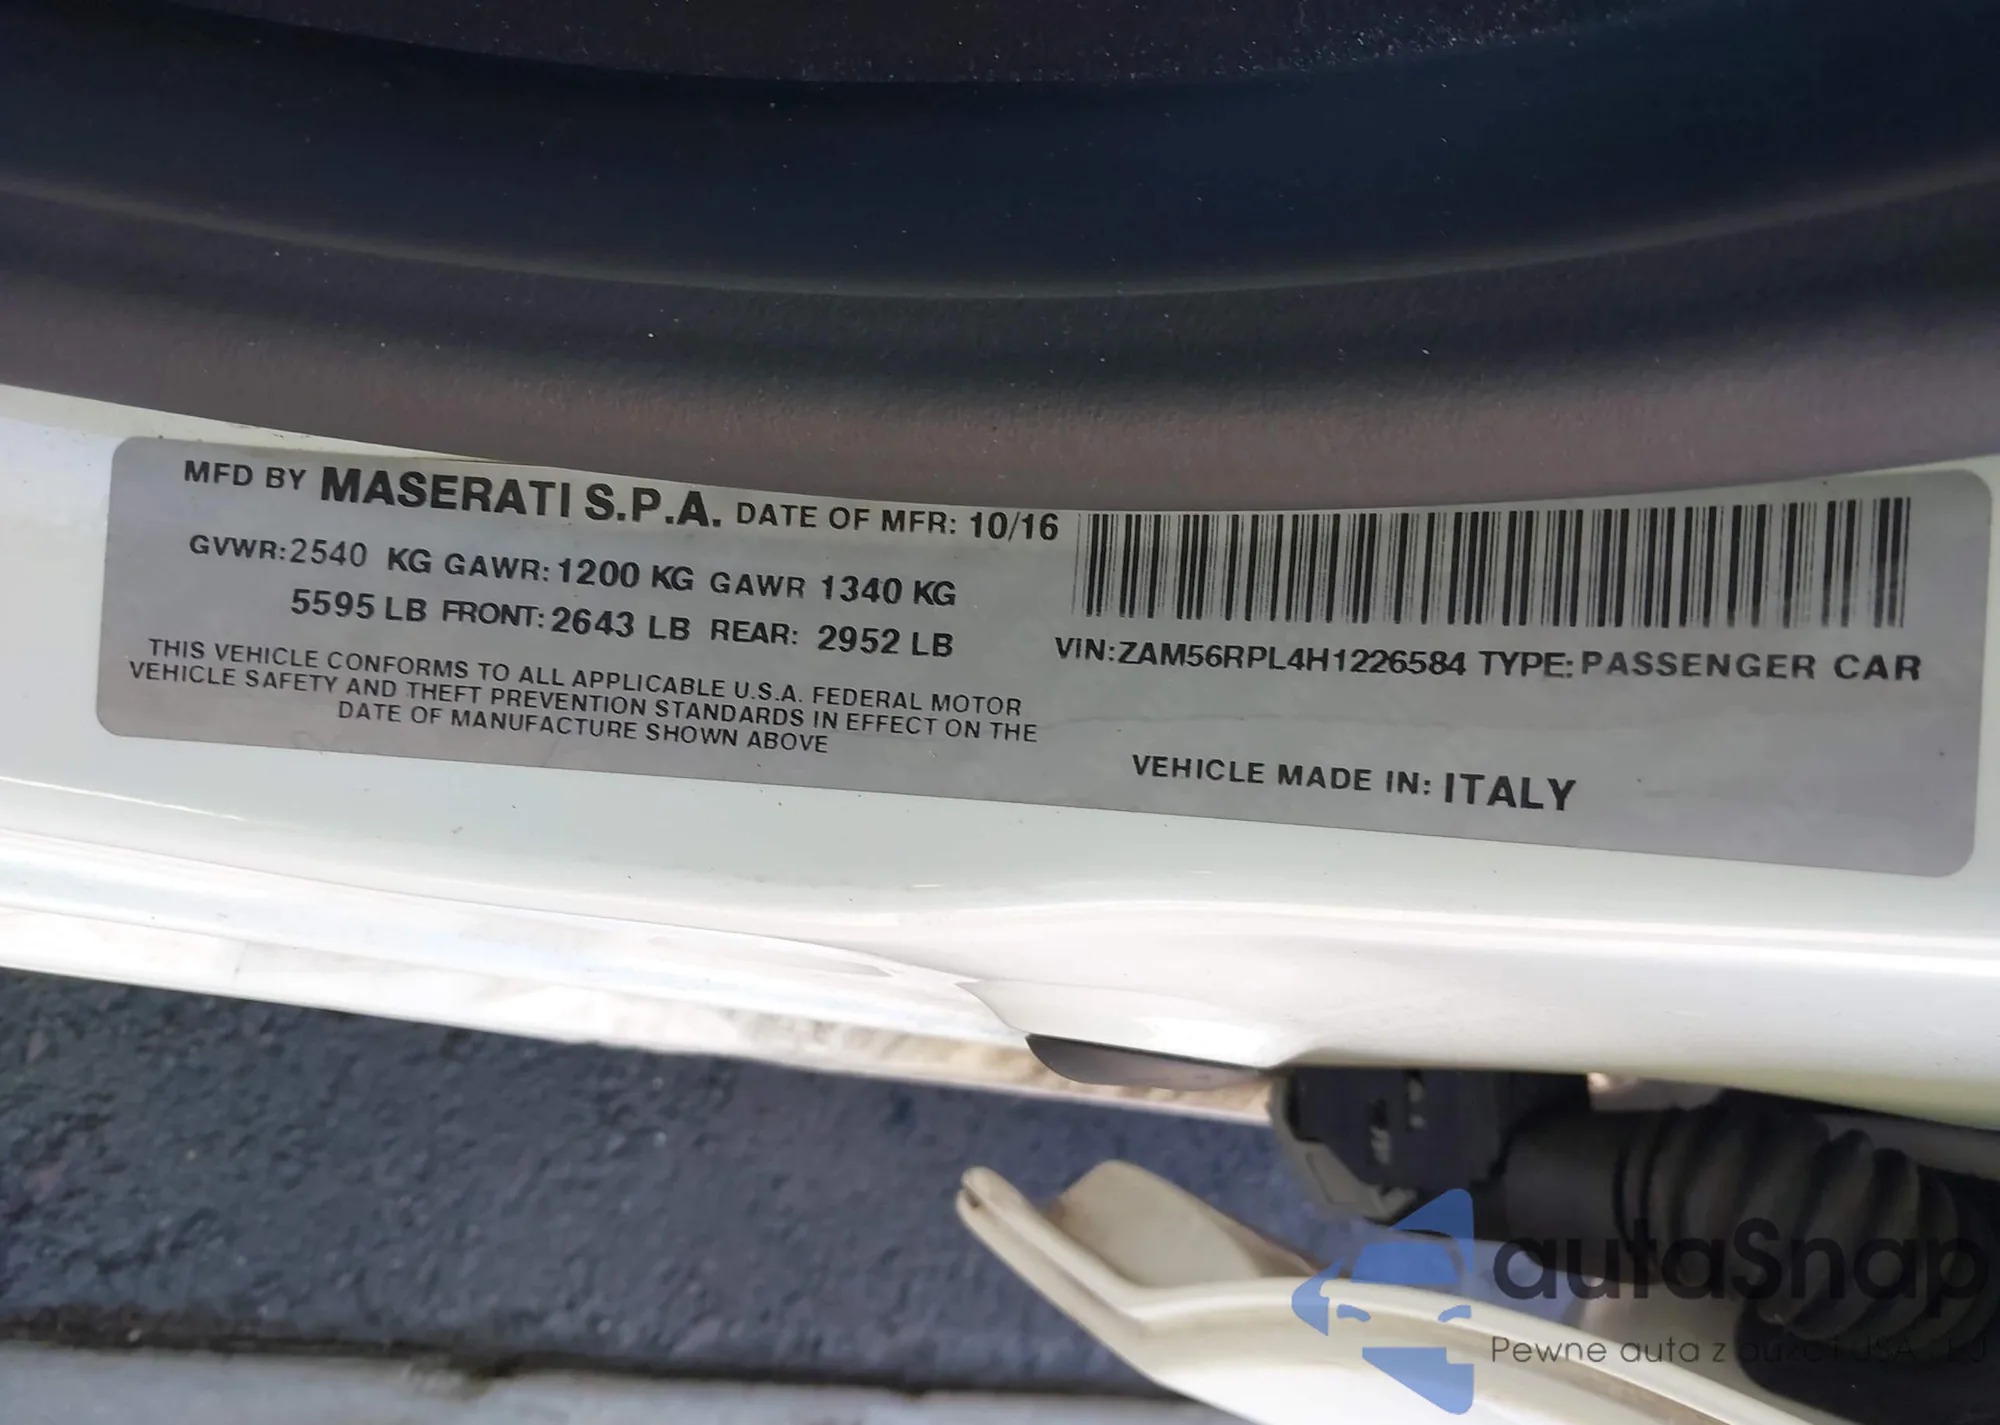 MFD BY MASERATI S.P.A. DATE OF MFR: 10/16
GVWR:2540 KG GAWR:1200 KG GAWR 1340 KG
5595 LB FRONT:2643 LB REAR: 2952 LB
THIS VEHICLE CONFORMS TO ALL APPLICABLE U.S.A. FEDERAL MOTOR
VEHICLE SAFETY AND THEFT PREVENTION STANDARDS IN EFFECT ON THE
DATE OF MANUFACTURE SHOWN ABOVE
VIN:ZAM56RPL4H1226584 TYPE:PASSENGER CAR
VEHICLE MADE IN: ITALY
autaSnap
Pewne auta z